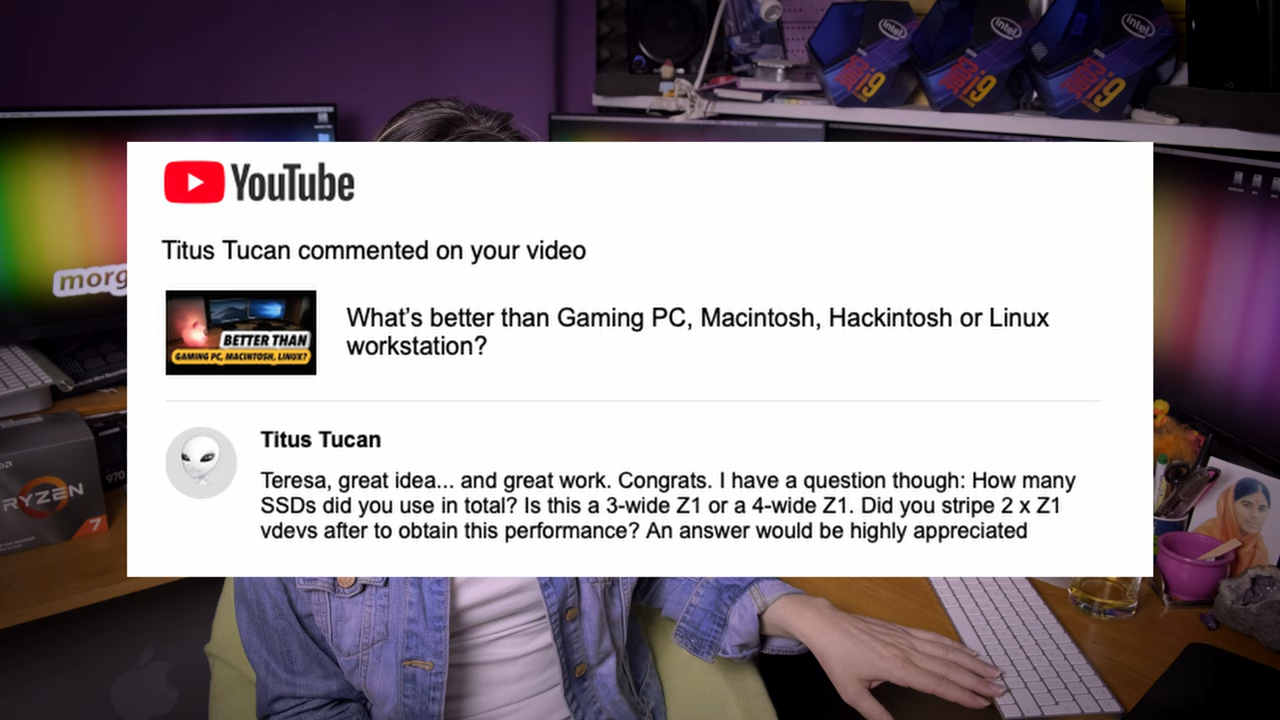 intel
intel
intel
i9
i9
i9
YouTube
Titus Tucan commented on your video
morg
BETTER THAN
GAMING PC, MACINTOSH, LINUX?
What's better than Gaming PC, Macintosh, Hackintosh or Linux
workstation?
Titus Tucan
Teresa, great idea... and great work. Congrats. I have a question though: How many
SSDs did you use in total? Is this a 3-wide Z1 or a 4-wide Z1. Did you stripe 2 x Z1
vdevs after to obtain this performance? An answer would be highly appreciated
970
RYZEN
7